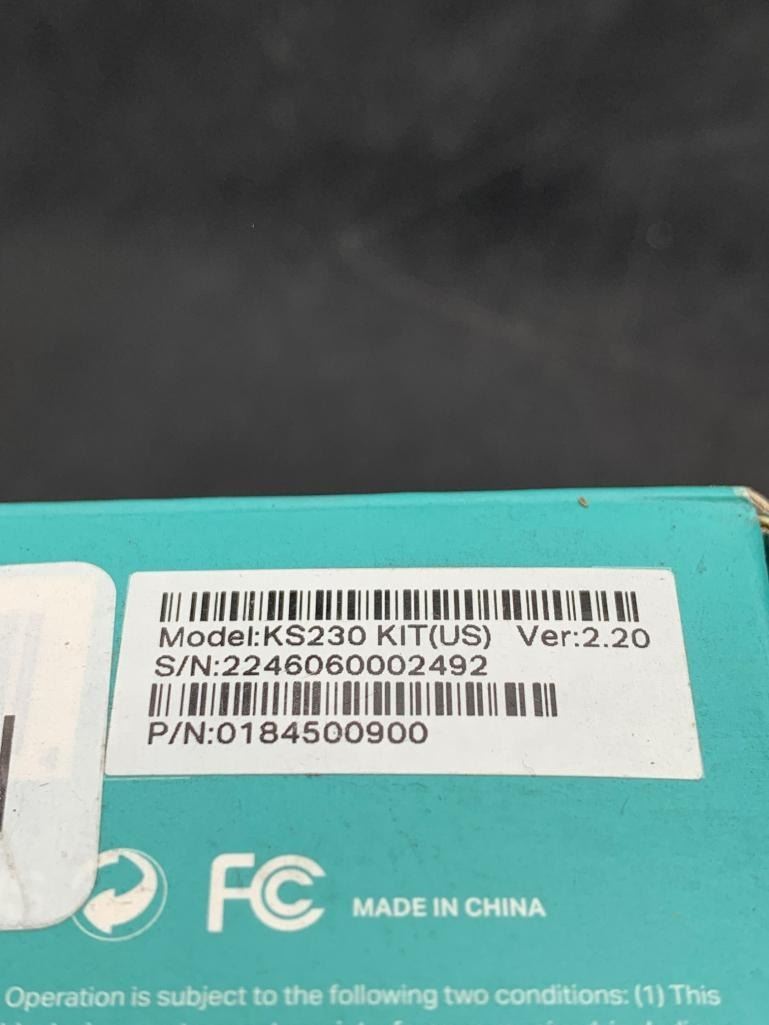 Model:KS230 KIT(US) Ver:2.20
S/N:2246060002492
P/N:0184500900
FC
MADE IN CHINA
Operation is subject to the following two conditions: (1) This